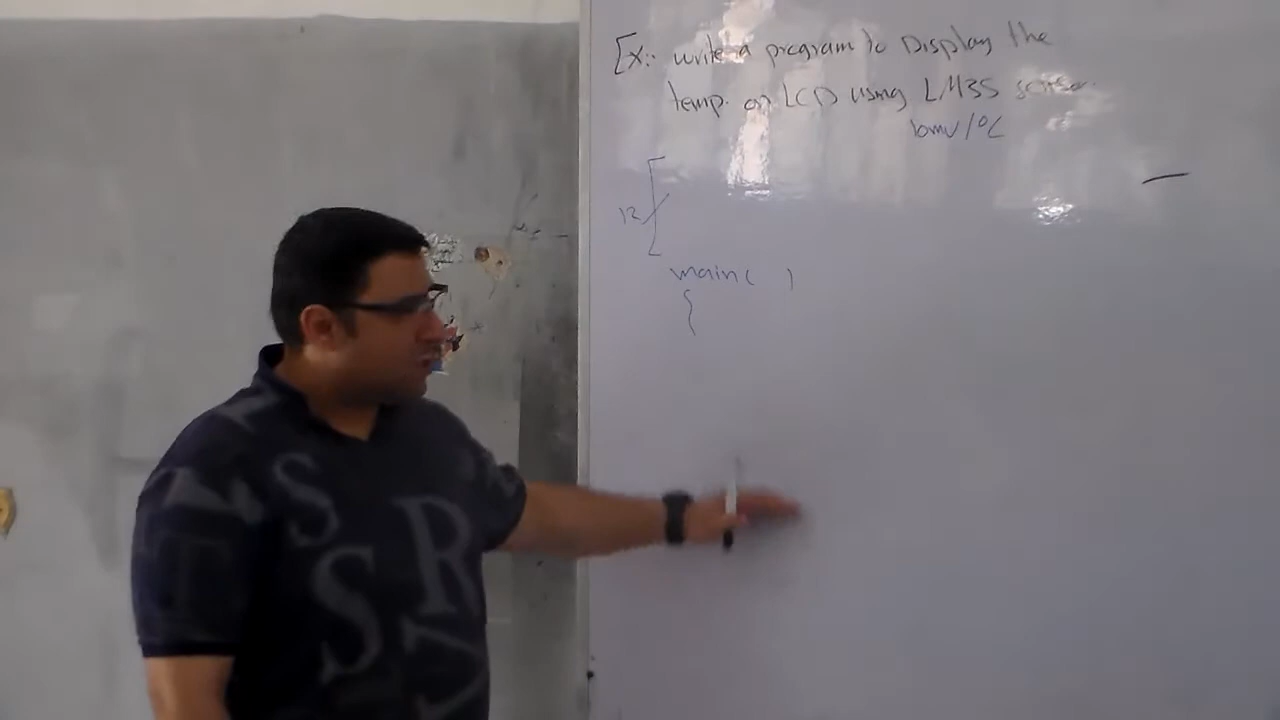 Ex:. write a program to Display the
temp. on LCD using LM35 sensor.
10mv/°C
12
main( )
{
S
R
S